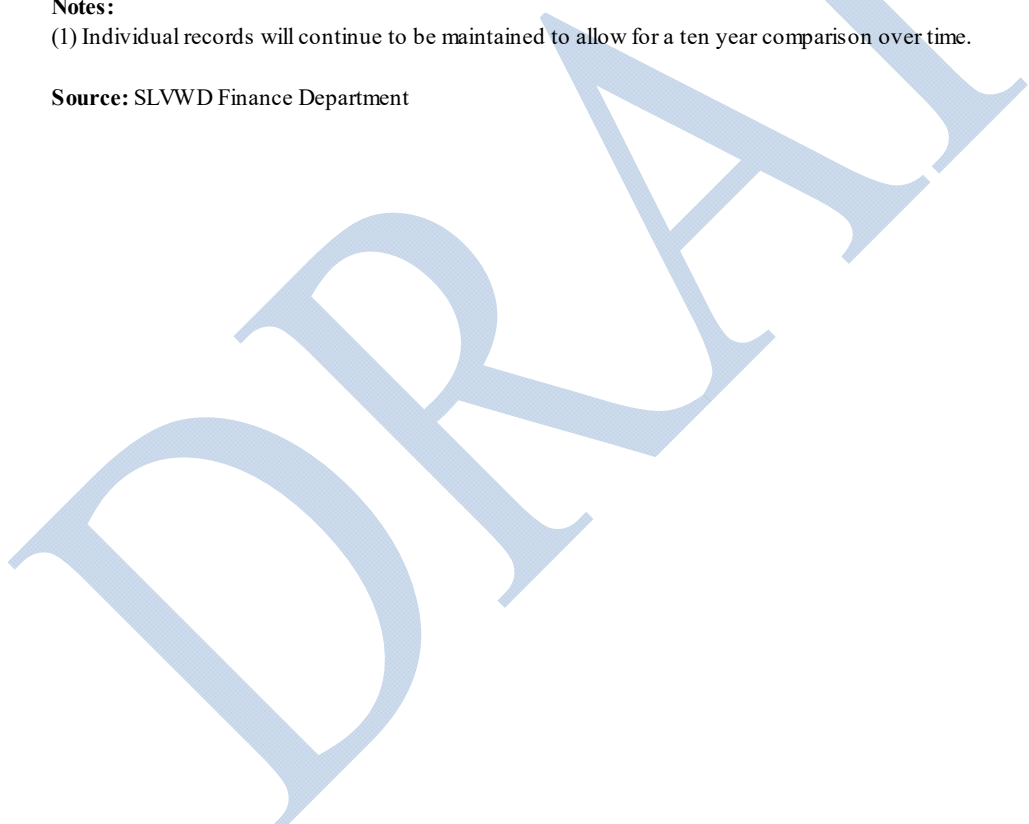 Notes:
(1) Individual records will continue to be maintained to allow for a ten year comparison over time.
Source: SLVWD Finance Department
DRAF